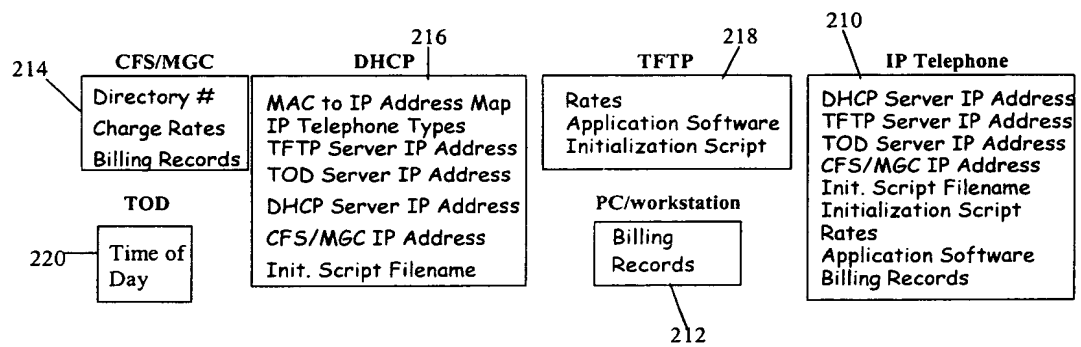 214
CFS/MGC
Directory #
Charge Rates
Billing Records
216
DHCP
MAC to IP Address Map
IP Telephone Types
TFTP Server IP Address
TOD Server IP Address
DHCP Server IP Address
CFS/MGC IP Address
Init. Script Filename
218
TFTP
Rates
Application Software
Initialization Script
210
IP Telephone
DHCP Server IP Address
TFTP Server IP Address
TOD Server IP Address
CFS/MGC IP Address
Init. Script Filename
Initialization Script
Rates
Application Software
Billing Records
TOD
220
Time of
Day
PC/workstation
Billing
Records
212